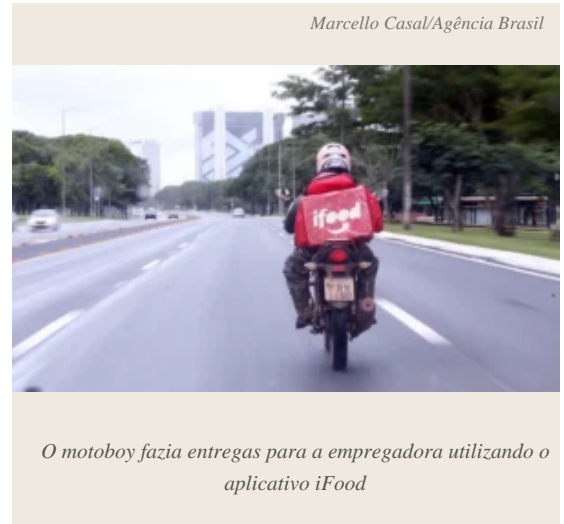 Marcello Casal/Agência Brasil
ifood
O motoboy fazia entregas para a empregadora utilizando o
aplicativo iFood